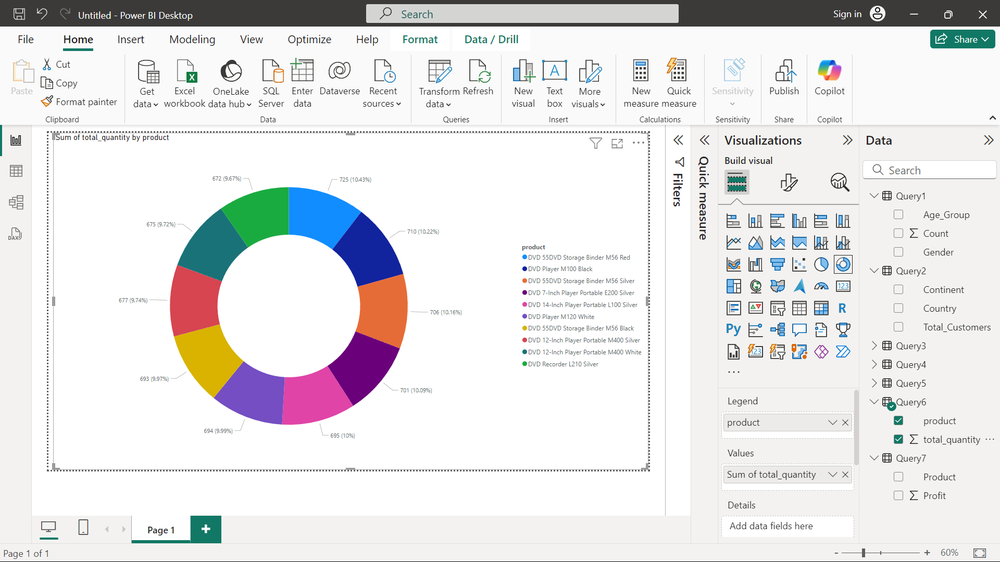 Untitled - Power BI Desktop
Search
Sign in
File
Home
Insert
Modeling
View
Optimize
Help
Format
Data / Drill
Share
Paste
Cut
Copy
Format painter
Clipboard
Get data
Excel workbook
OneLake data hub
SQL Server
Enter data
Dataverse
Recent sources
Data
Transform data
Refresh
Queries
New visual
Text box
More visuals
Insert
New measure
Quick measure
Calculations
Sensitivity
Sensitivity
Publish
Share
Copilot
Copilot
DAX
Sum of total_quantity by product
672 (9.67%)
725 (10.43%)
675 (9.72%)
710 (10.22%)
677 (9.74%)
706 (10.16%)
693 (9.97%)
701 (10.09%)
694 (9.99%)
695 (10%)
product
DVD 55DVD Storage Binder M56 Red
DVD Player M100 Black
DVD 55DVD Storage Binder M56 Silver
DVD 7-Inch Player Portable E200 Silver
DVD 14-Inch Player Portable L100 Silver
DVD Player M120 White
DVD 55DVD Storage Binder M56 Black
DVD 12-Inch Player Portable M400 Silver
DVD 12-Inch Player Portable M400 White
DVD Recorder L210 Silver
Filters
Quick measure
Visualizations
Build visual
123
R
Py
123
Legend
product
Values
Sum of total_quantity
Details
Add data fields here
Data
Search
Query1
Age_Group
Count
Gender
Query2
Continent
Country
Total_Customers
Query3
Query4
Query5
Query6
product
total_quantity
Query7
Product
Profit
Page 1
Page 1 of 1
60%